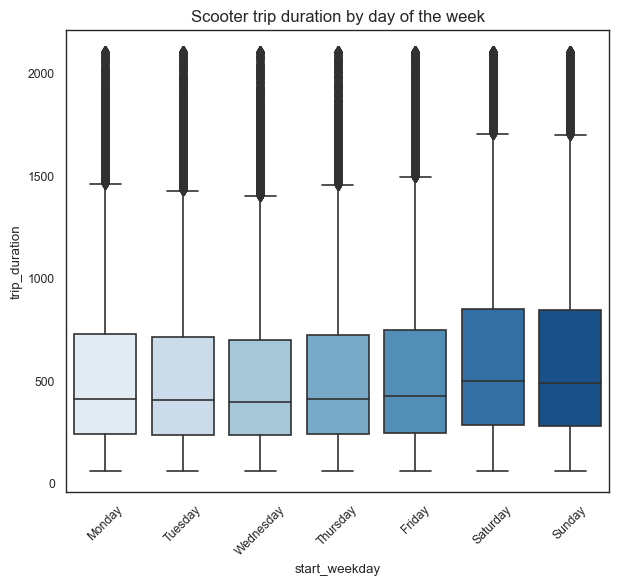 Scooter trip duration by day of the week
trip_duration
2000
1500
1000
500
0
Monday
Tuesday
Wednesday
Thursday
Friday
Saturday
Sunday
start_weekday